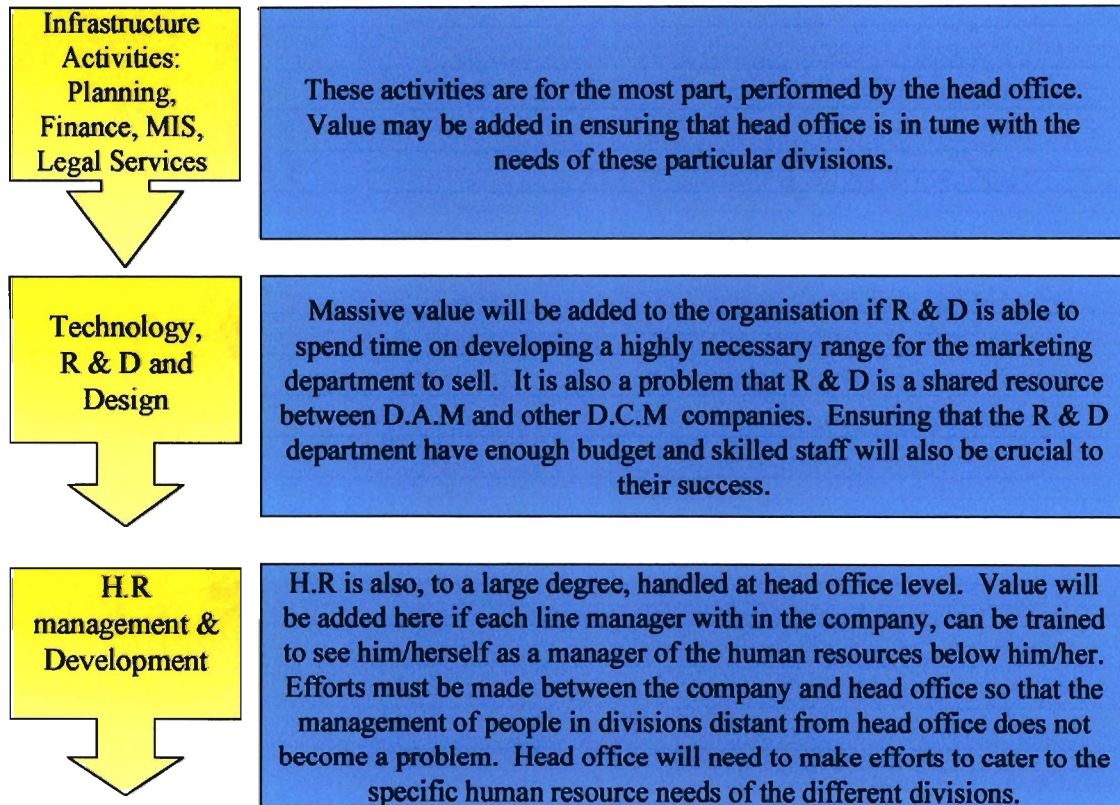 Infrastructure
Activities:
Planning,
Finance, MIS,
Legal Services
These activities are for the most part, performed by the head office.
Value may be added in ensuring that head office is in tune with the
needs of these particular divisions.
Technology,
R & D and
Design
Massive value will be added to the organisation if R & D is able to
spend time on developing a highly necessary range for the marketing
department to sell. It is also a problem that R & D is a shared resource
between D.A.M and other D.C.M companies. Ensuring that the R & D
department have enough budget and skilled staff will also be crucial to
their success.
H.R
management &
Development
H.R is also, to a large degree, handled at head office level. Value will
be added here if each line manager with in the company, can be trained
to see him/herself as a manager of the human resources below him/her.
Efforts must be made between the company and head office so that the
management of people in divisions distant from head office does not
become a problem. Head office will need to make efforts to cater to the
specific human resource needs of the different divisions.